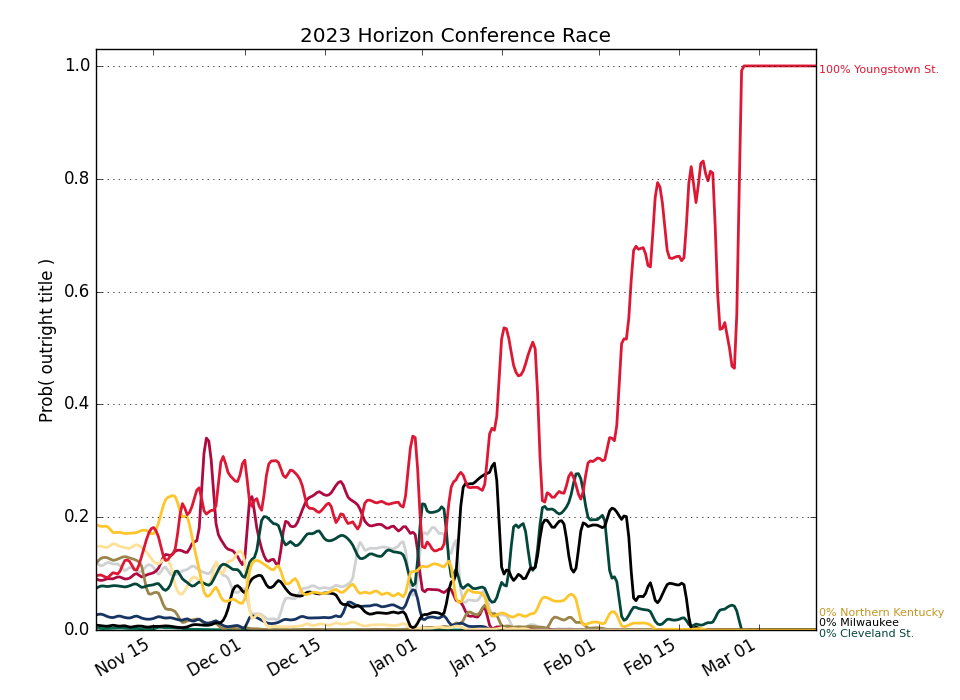 2023 Horizon Conference Race
Prob( outright title )
1.0
0.8
0.6
0.4
0.2
0.0
Nov 15
Dec 01
Dec 15
Jan 01
Jan 15
Feb 01
Feb 15
Mar 01
100% Youngstown St.
0% Northern Kentucky
0% Milwaukee
0% Cleveland St.